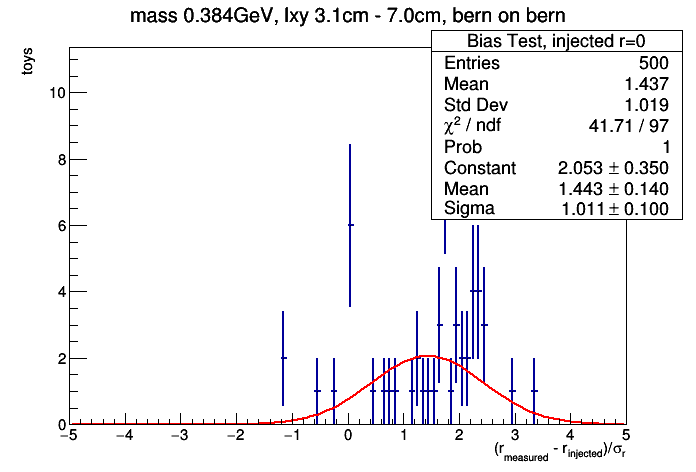 mass 0.384GeV, lxy 3.1cm - 7.0cm, bern on bern
Bias Test, injected r=0
Entries 500
Mean 1.437
Std Dev 1.019
χ² / ndf 41.71 / 97
Prob 1
Constant 2.053 ± 0.350
Mean 1.443 ± 0.140
Sigma 1.011 ± 0.100
toys
10
8
6
4
2
0
−5 −4 −3 −2 −1 0 1 2 3 4 5
(r_measured - r_injected)/σ_r